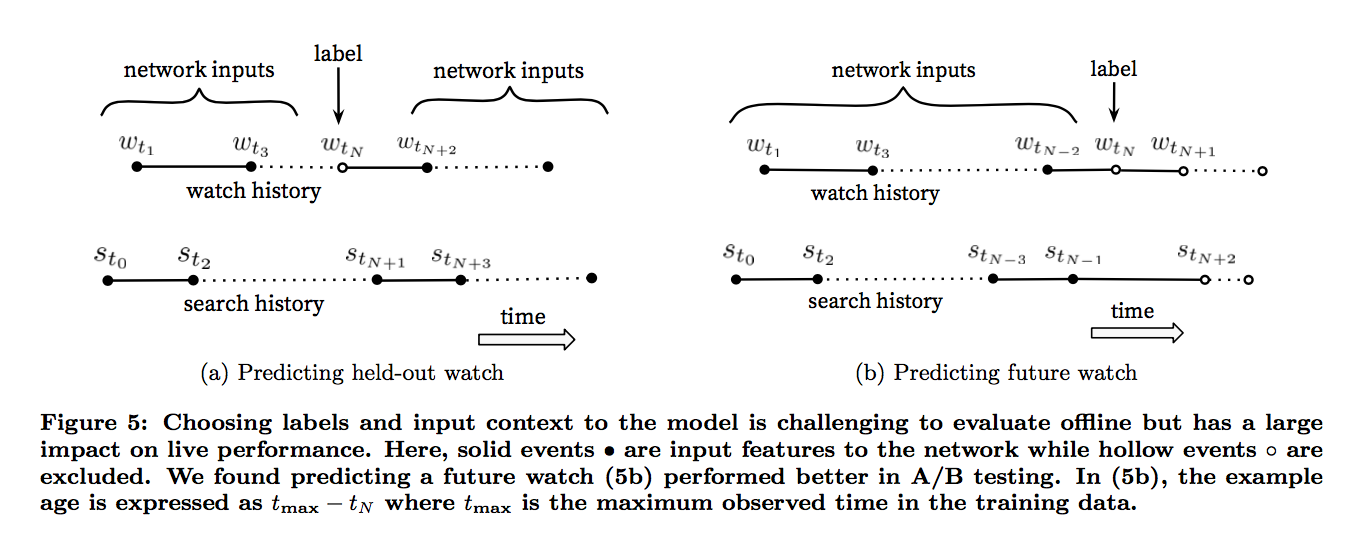 label
network inputs network inputs
w_{t_1} w_{t_3} w_{t_N} w_{t_{N+2}}
watch history
s_{t_0} s_{t_2} s_{t_{N+1}} s_{t_{N+3}}
search history
time
(a) Predicting held-out watch
network inputs label
w_{t_1} w_{t_3} w_{t_{N-2}} w_{t_N} w_{t_{N+1}}
watch history
s_{t_0} s_{t_2} s_{t_{N-3}} s_{t_{N-1}} s_{t_{N+2}}
search history
time
(b) Predicting future watch
Figure 5: Choosing labels and input context to the model is challenging to evaluate offline but has a large
impact on live performance. Here, solid events • are input features to the network while hollow events ∘ are
excluded. We found predicting a future watch (5b) performed better in A/B testing. In (5b), the example
age is expressed as t_{max} − t_N where t_{max} is the maximum observed time in the training data.